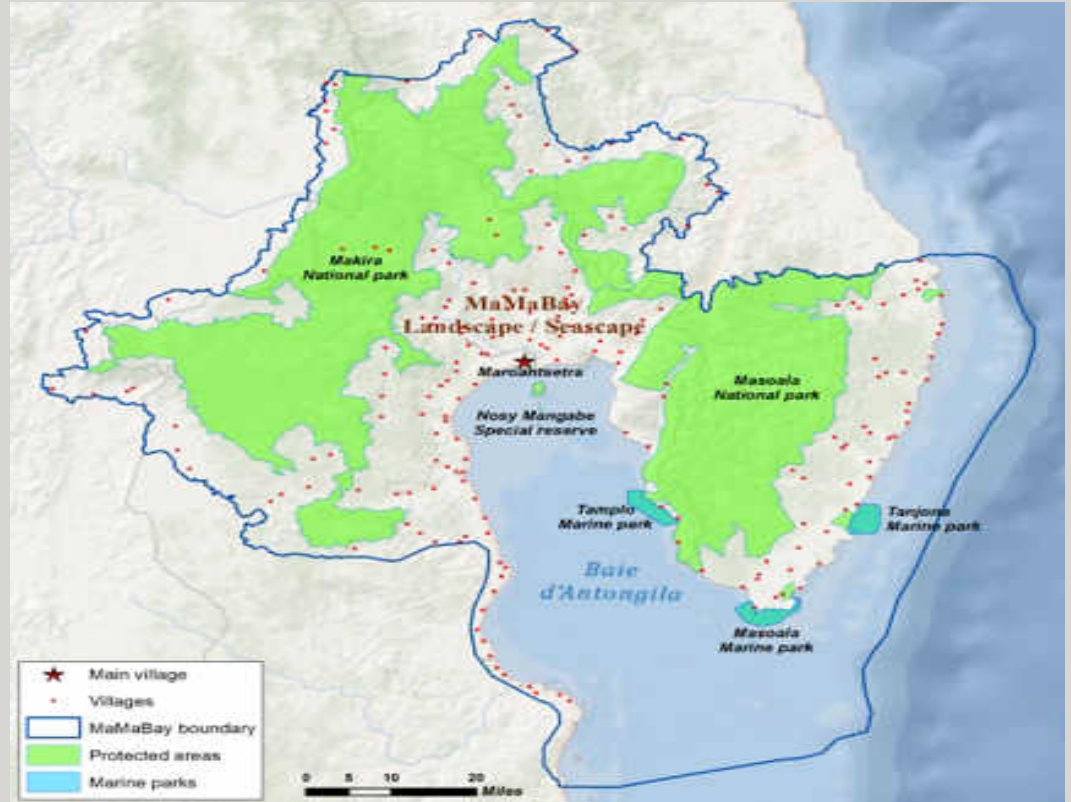 Makira
National park
MaMaBay
Landscape / Seascape
Maroantsetra
Masoala
National park
Nosy Mangabe
Special reserve
Tamplo
Marine park
Tanjona
Marine park
Baie
d'Antongila
Masoala
Marine park
Main village
Villages
MaMaBay boundary
Protected areas
Marine parks
0 5 10 20
Miles